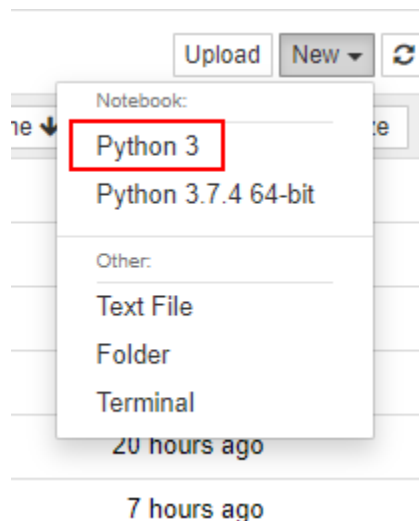 Upload New
Notebook:
Python 3
Python 3.7.4 64-bit
Other:
Text File
Folder
Terminal
20 hours ago
7 hours ago